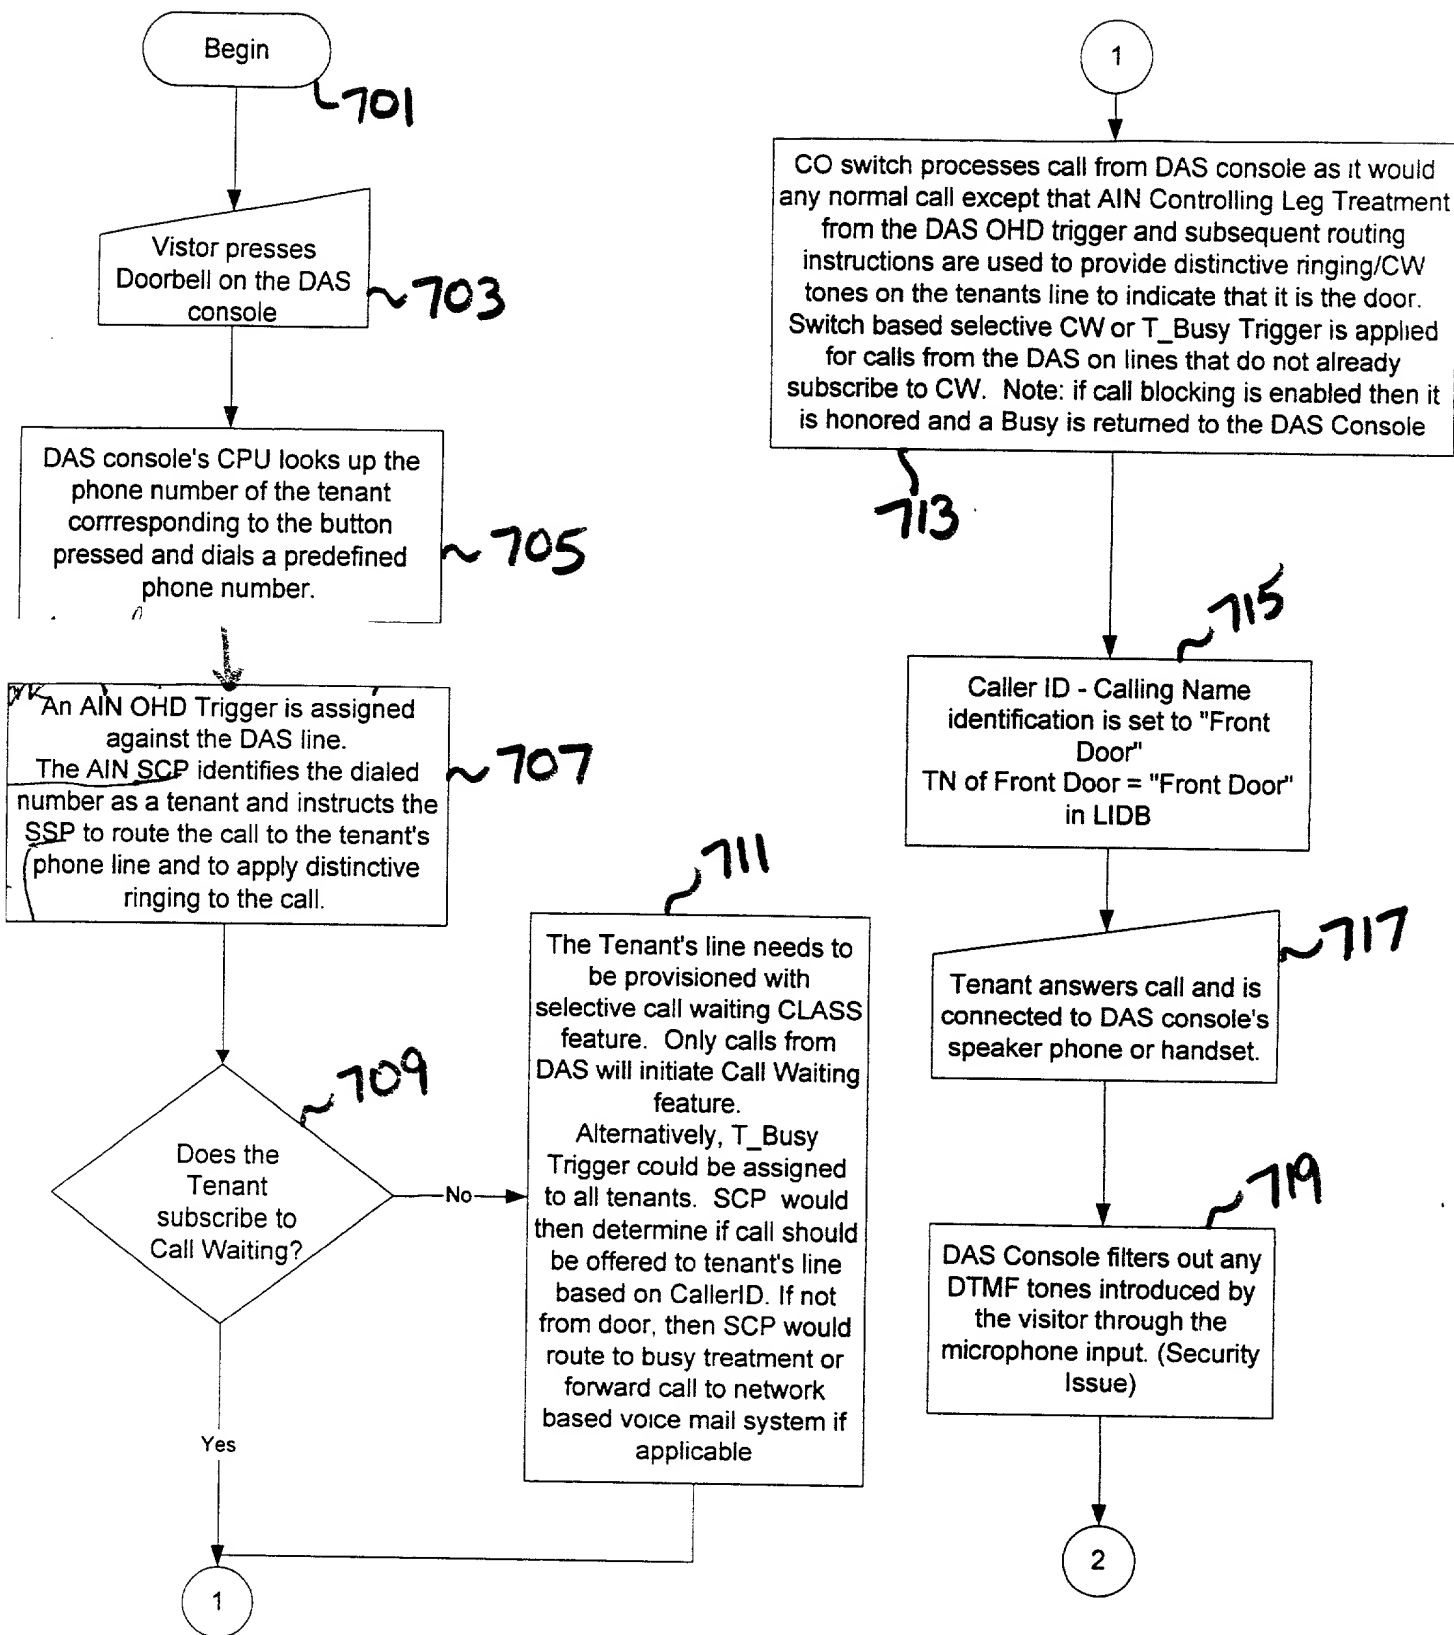 Begin
701
Vistor presses
Doorbell on the DAS
console
703
DAS console's CPU looks up the
phone number of the tenant
corrresponding to the button
pressed and dials a predefined
phone number.
705
An AIN OHD Trigger is assigned
against the DAS line.
The AIN SCP identifies the dialed
number as a tenant and instructs the
SSP to route the call to the tenant's
phone line and to apply distinctive
ringing to the call.
707
Does the
Tenant
subscribe to
Call Waiting?
709
No
Yes
711
The Tenant's line needs to
be provisioned with
selective call waiting CLASS
feature. Only calls from
DAS will initiate Call Waiting
feature.
Alternatively, T_Busy
Trigger could be assigned
to all tenants. SCP would
then determine if call should
be offered to tenant's line
based on CallerID. If not
from door, then SCP would
route to busy treatment or
forward call to network
based voice mail system if
applicable
1
1
CO switch processes call from DAS console as it would
any normal call except that AIN Controlling Leg Treatment
from the DAS OHD trigger and subsequent routing
instructions are used to provide distinctive ringing/CW
tones on the tenants line to indicate that it is the door.
Switch based selective CW or T_Busy Trigger is applied
for calls from the DAS on lines that do not already
subscribe to CW. Note: if call blocking is enabled then it
is honored and a Busy is returned to the DAS Console
713
715
Caller ID - Calling Name
identification is set to "Front
Door"
TN of Front Door = "Front Door"
in LIDB
717
Tenant answers call and is
connected to DAS console's
speaker phone or handset.
719
DAS Console filters out any
DTMF tones introduced by
the visitor through the
microphone input. (Security
Issue)
2